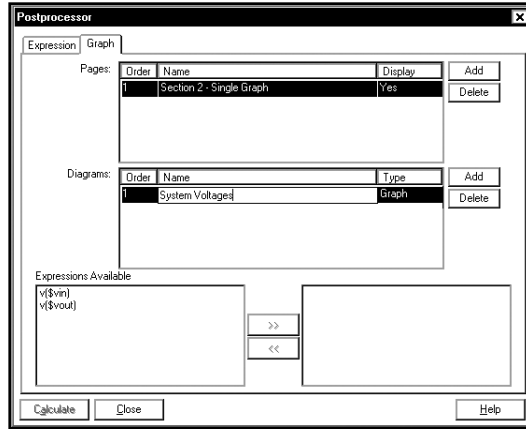 Postprocessor
Expression Graph
Pages: Order Name Display Add
1 Section 2 - Single Graph Yes
Delete
Diagrams: Order Name Type Add
1 System Voltages Graph
Delete
Expressions Available
v($vin)
v($vout)
>>
<<
Calculate Close Help